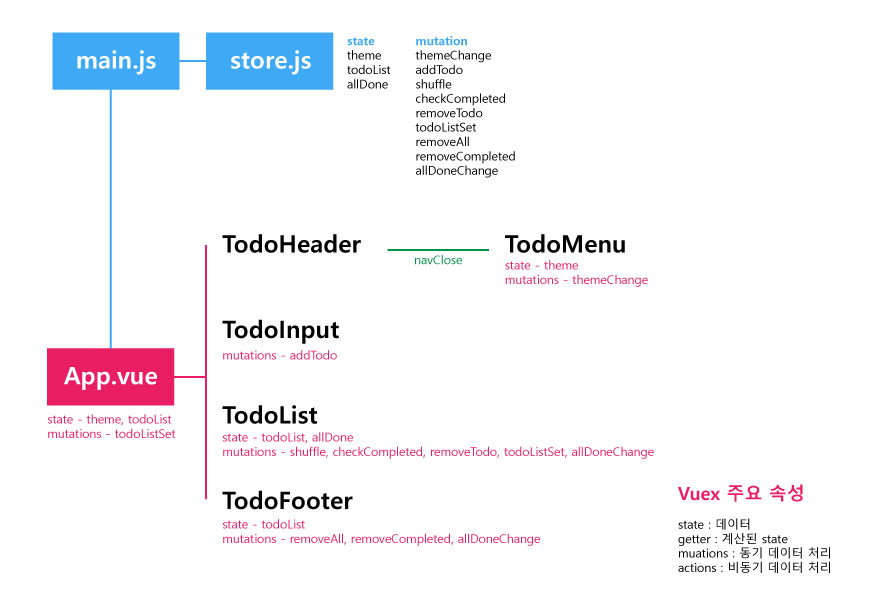 main.js
store.js
state
theme
todoList
allDone
mutation
themeChange
addTodo
shuffle
checkCompleted
removeTodo
todoListSet
removeAll
removeCompleted
allDoneChange
TodoHeader
navClose
TodoMenu
state - theme
mutations - themeChange
TodoInput
mutations - addTodo
App.vue
state - theme, todoList
mutations - todoListSet
TodoList
state - todoList, allDone
mutations - shuffle, checkCompleted, removeTodo, todoListSet, allDoneChange
TodoFooter
state - todoList
mutations - removeAll, removeCompleted, allDoneChange
Vuex 주요 속성
state : 데이터
getter : 계산된 state
muations : 동기 데이터 처리
actions : 비동기 데이터 처리